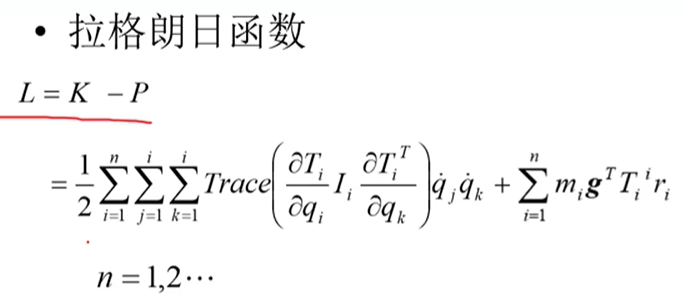 • 拉格朗日函数
L = K − P
= \frac{1}{2}\sum_{i=1}^{n}\sum_{j=1}^{i}\sum_{k=1}^{i} Trace\left(\frac{\partial T_i}{\partial q_i} I_i \frac{\partial T_i^T}{\partial q_k}\right)\dot{q}_j\dot{q}_k + \sum_{i=1}^{n} m_i \mathbf{g}^T T_i {}^i r_i
n = 1,2⋯